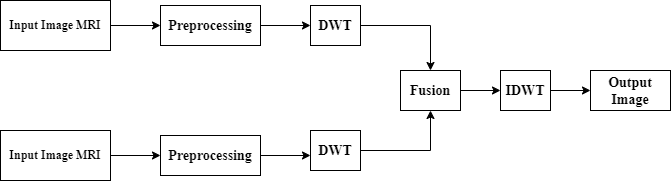 Input Image MRI
Preprocessing
DWT
Fusion
IDWT
Output
Image
Input Image MRI
Preprocessing
DWT